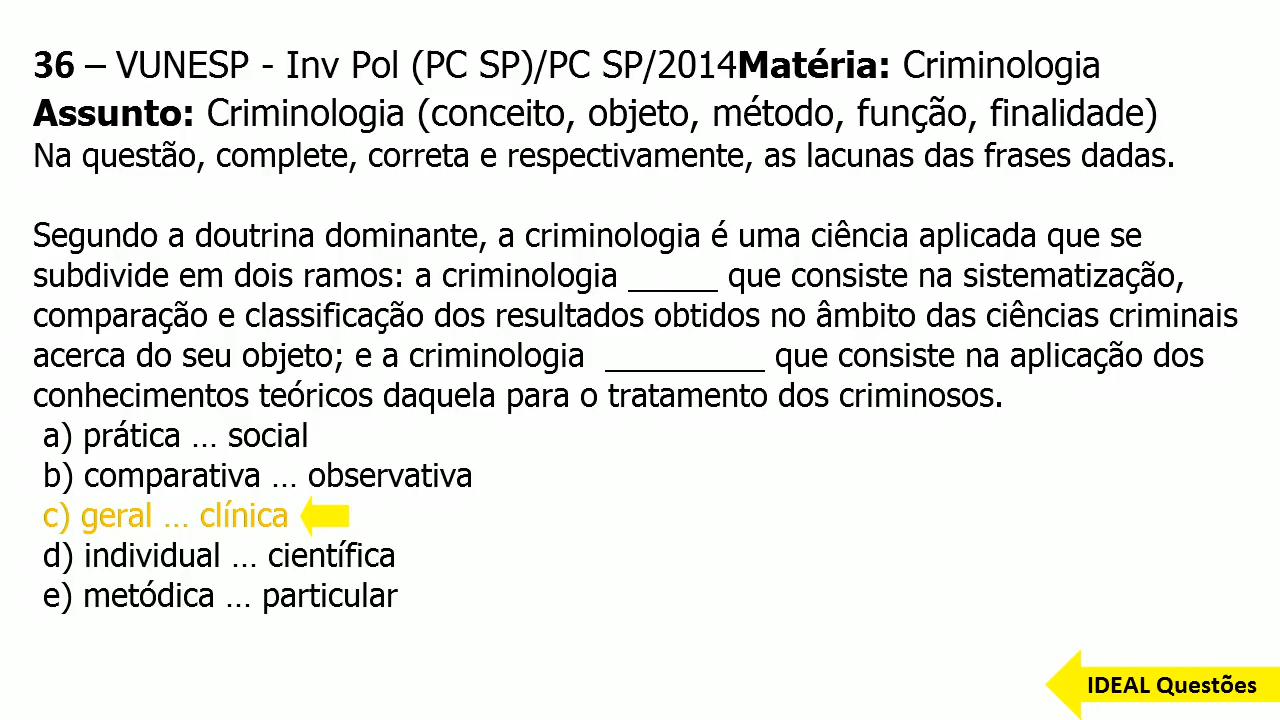 36 – VUNESP - Inv Pol (PC SP)/PC SP/2014Matéria: Criminologia
Assunto: Criminologia (conceito, objeto, método, função, finalidade)
Na questão, complete, correta e respectivamente, as lacunas das frases dadas.
Segundo a doutrina dominante, a criminologia é uma ciência aplicada que se
subdivide em dois ramos: a criminologia ______ que consiste na sistematização,
comparação e classificação dos resultados obtidos no âmbito das ciências criminais
acerca do seu objeto; e a criminologia __________ que consiste na aplicação dos
conhecimentos teóricos daquela para o tratamento dos criminosos.
a) prática … social
b) comparativa … observativa
c) geral … clínica
d) individual … científica
e) metódica … particular
IDEAL Questões